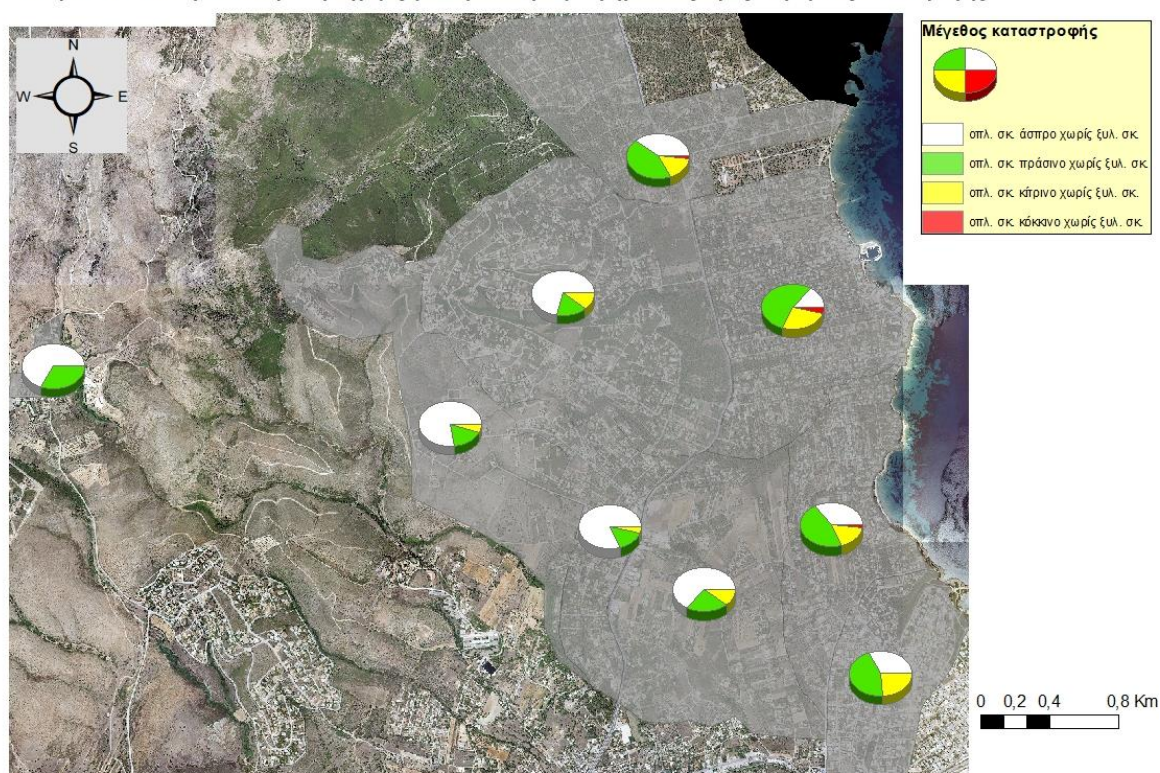 N
W E
S
Μέγεθος καταστροφής
οπλ. σκ. άσπρο χωρίς ξυλ. σκ.
οπλ. σκ. πράσινο χωρίς ξυλ. σκ.
οπλ. σκ. κίτρινο χωρίς ξυλ. σκ.
οπλ. σκ. κόκκινο χωρίς ξυλ. σκ.
0 0,2 0,4 0,8 Km